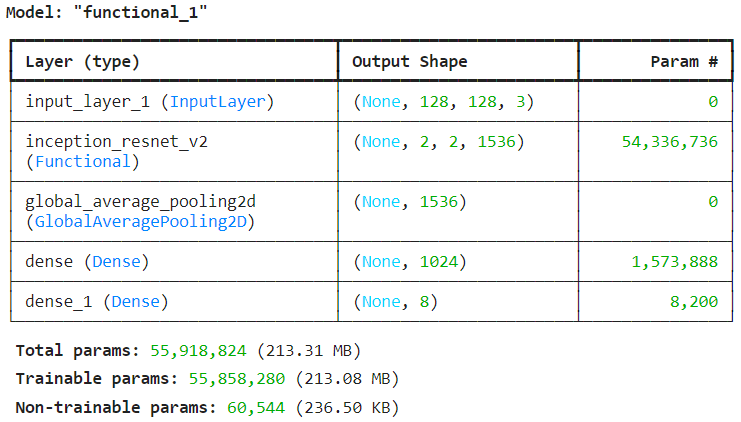 Model: "functional_1"
Layer (type) Output Shape Param #
input_layer_1 (InputLayer) (None, 128, 128, 3) 0
inception_resnet_v2 (None, 2, 2, 1536) 54,336,736
(Functional)
global_average_pooling2d (None, 1536) 0
(GlobalAveragePooling2D)
dense (Dense) (None, 1024) 1,573,888
dense_1 (Dense) (None, 8) 8,200
Total params: 55,918,824 (213.31 MB)
Trainable params: 55,858,280 (213.08 MB)
Non-trainable params: 60,544 (236.50 KB)